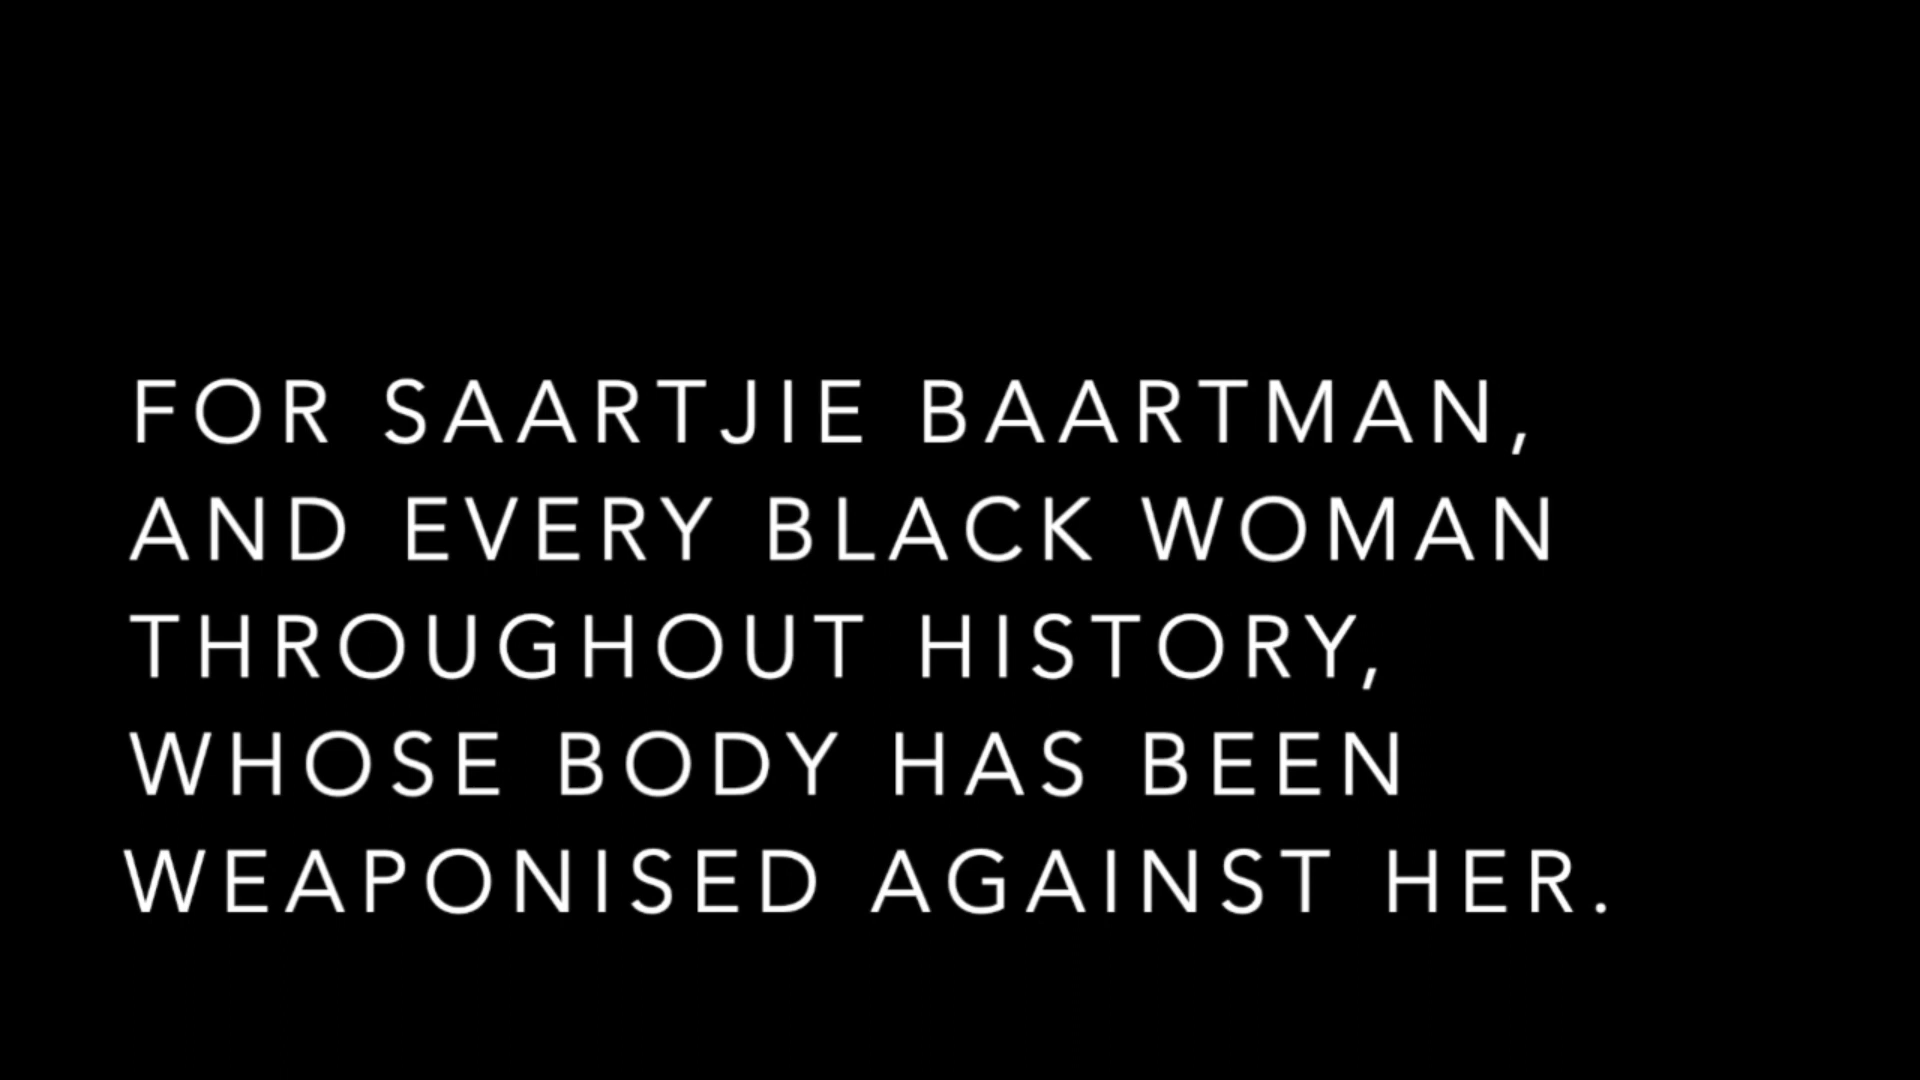 FOR SAARTJIE BAARTMAN,
AND EVERY BLACK WOMAN
THROUGHOUT HISTORY,
WHOSE BODY HAS BEEN
WEAPONISED AGAINST HER.